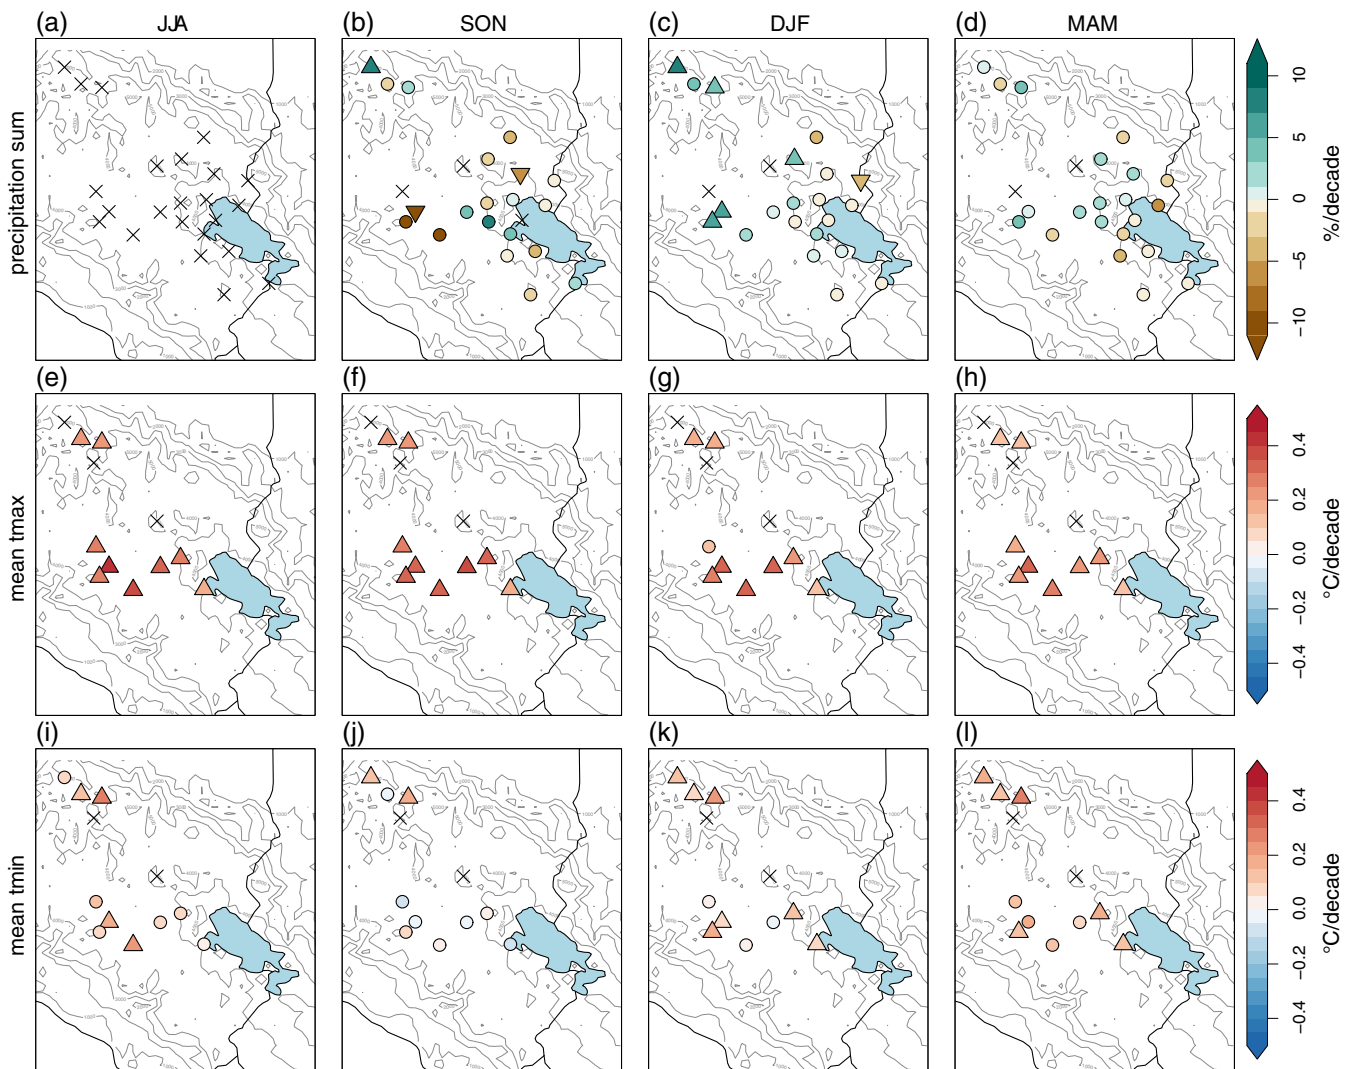 (a) JJA
(b) SON
(c) DJF
(d) MAM
precipitation sum
10
5
0
−5
−10
%/decade
(e)
(f)
(g)
(h)
mean tmax
0.4
0.2
0.0
−0.2
−0.4
°C/decade
(i)
(j)
(k)
(l)
mean tmin
0.4
0.2
0.0
−0.2
−0.4
°C/decade